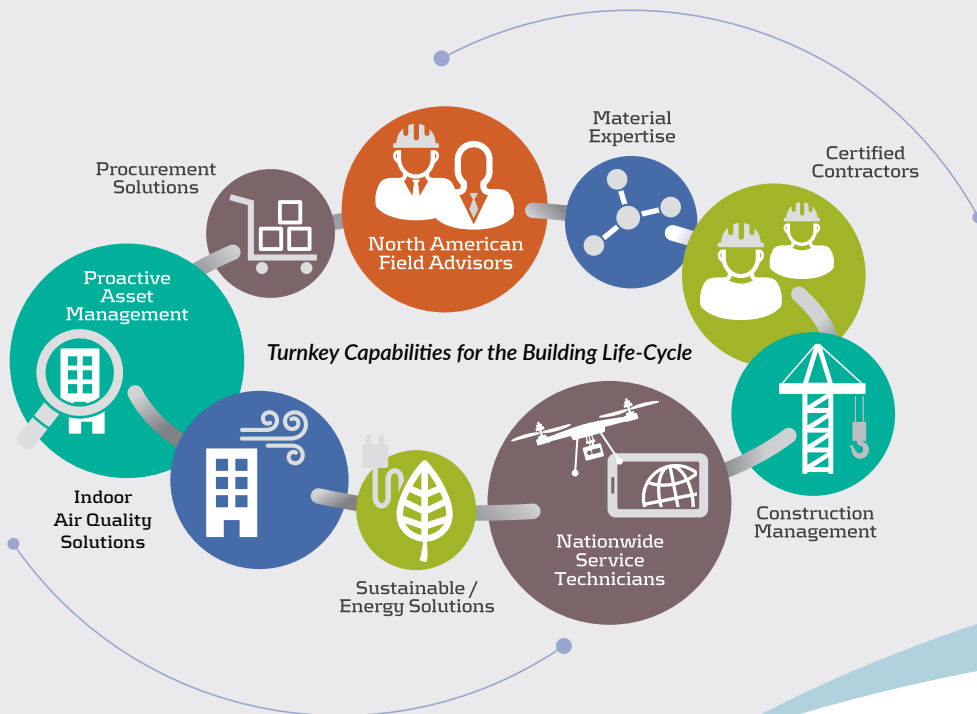 Material
Expertise
Certified
Contractors
Procurement
Solutions
North American
Field Advisors
Proactive
Asset
Management
Turnkey Capabilities for the Building Life-Cycle
Indoor
Air Quality
Solutions
Construction
Management
Nationwide
Service
Technicians
Sustainable /
Energy Solutions